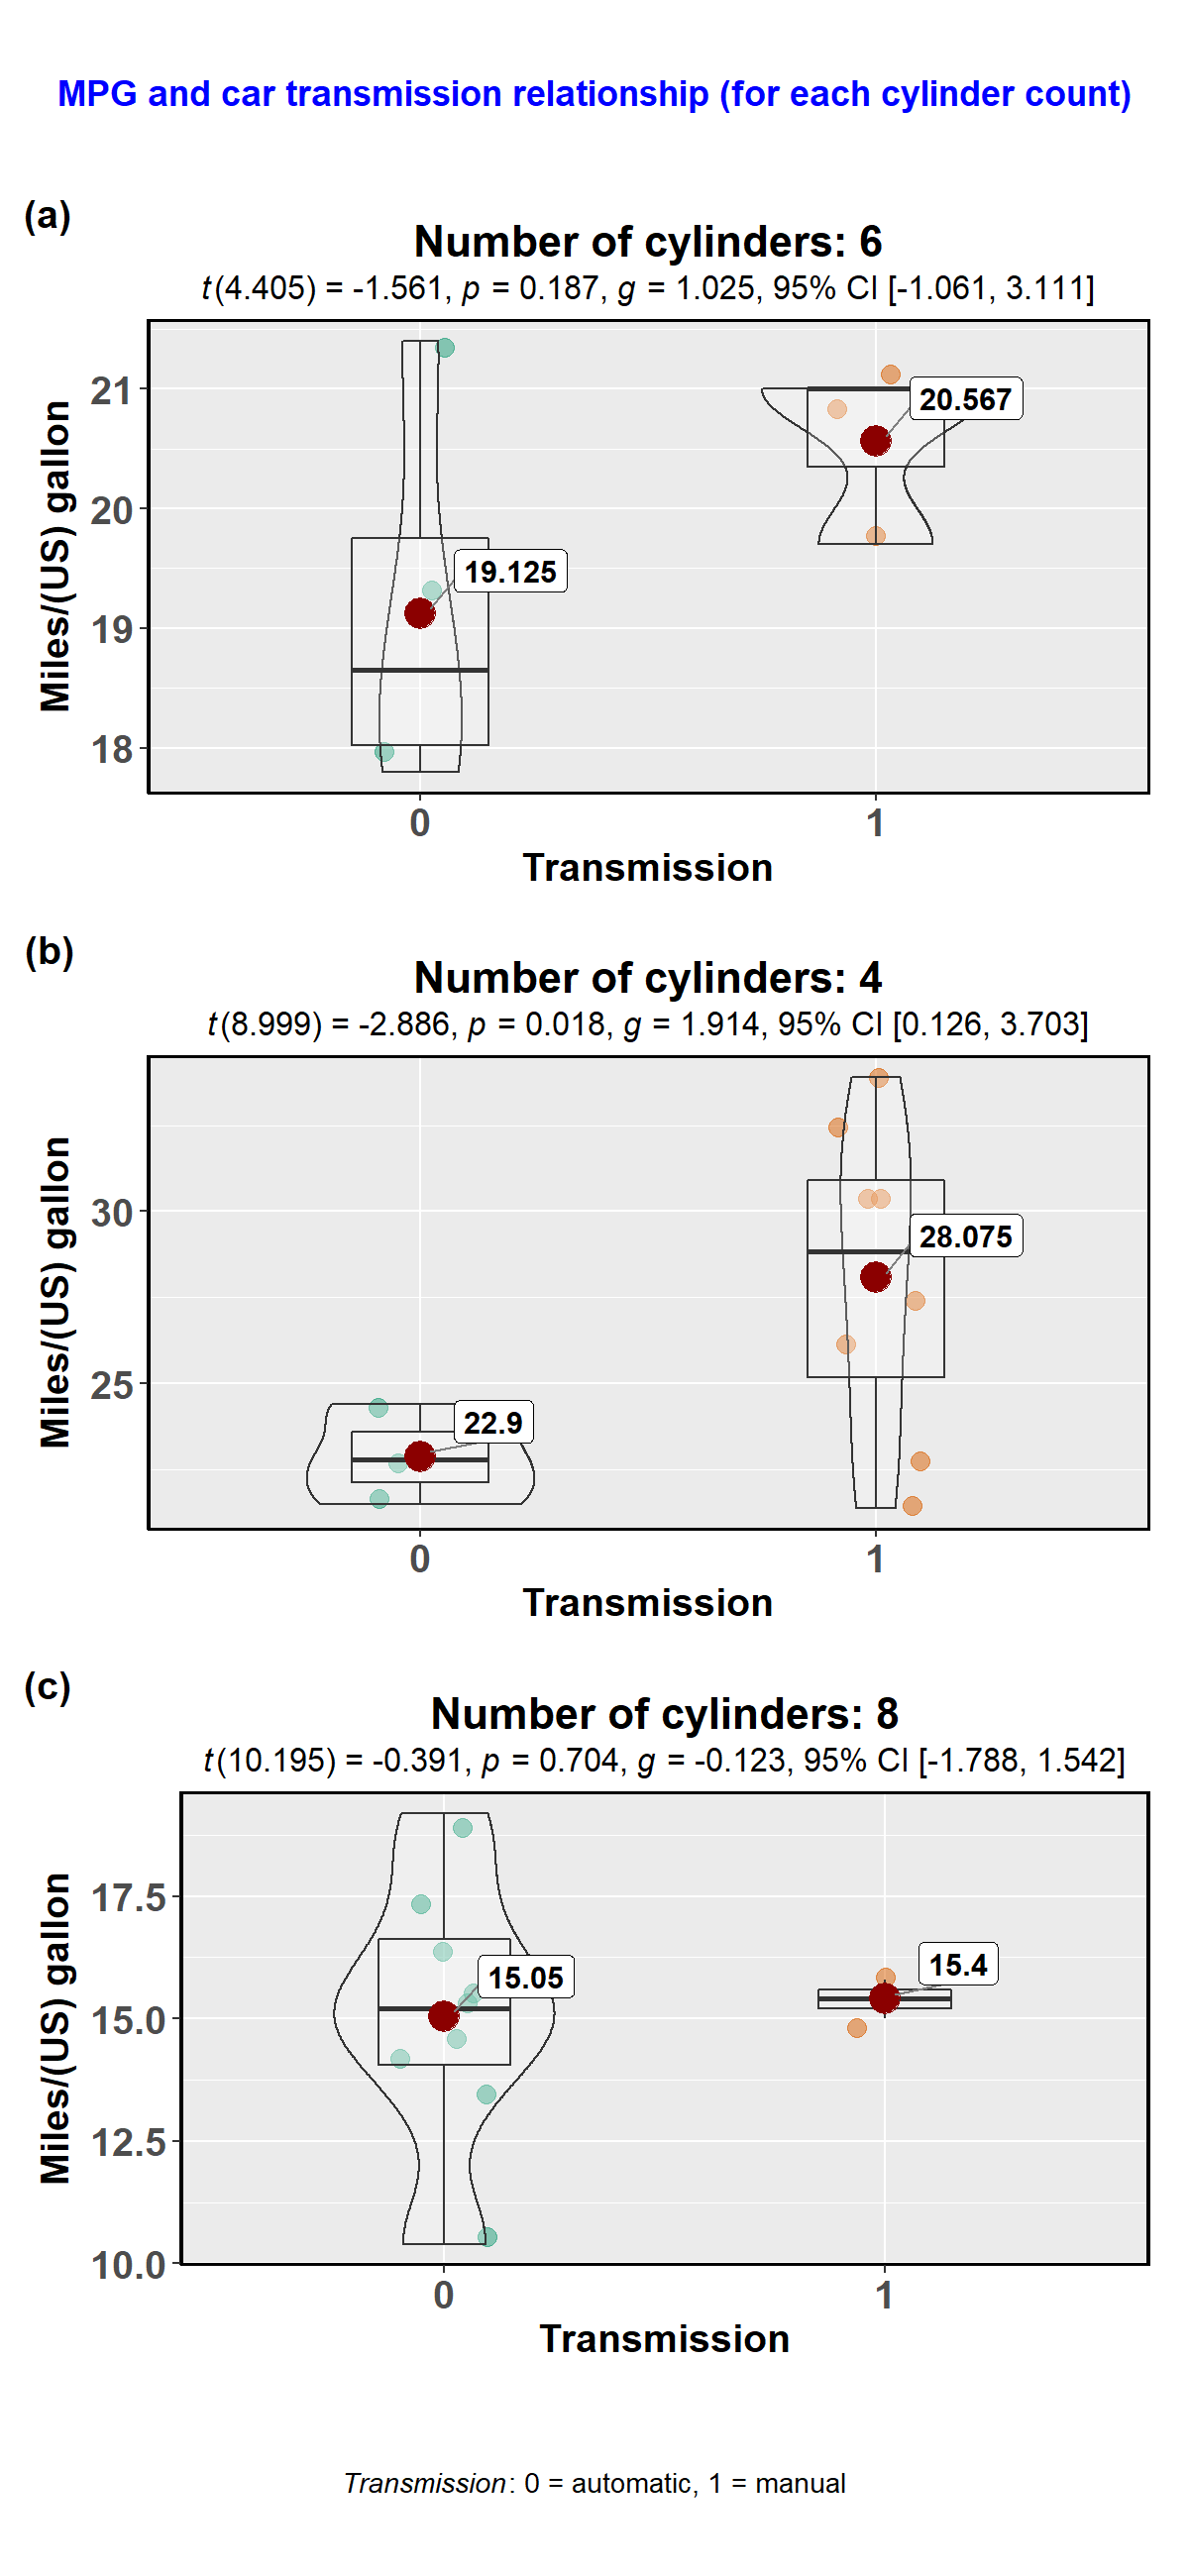 MPG and car transmission relationship (for each cylinder count)
(a)
Number of cylinders: 6
t(4.405) = -1.561, p = 0.187, g = 1.025, 95% CI [-1.061, 3.111]
Miles/(US) gallon
21
20
19
18
20.567
19.125
0 1
Transmission
(b)
Number of cylinders: 4
t(8.999) = -2.886, p = 0.018, g = 1.914, 95% CI [0.126, 3.703]
Miles/(US) gallon
30
25
28.075
22.9
0 1
Transmission
(c)
Number of cylinders: 8
t(10.195) = -0.391, p = 0.704, g = -0.123, 95% CI [-1.788, 1.542]
Miles/(US) gallon
17.5
15.0
12.5
10.0
15.05
15.4
0 1
Transmission
Transmission: 0 = automatic, 1 = manual